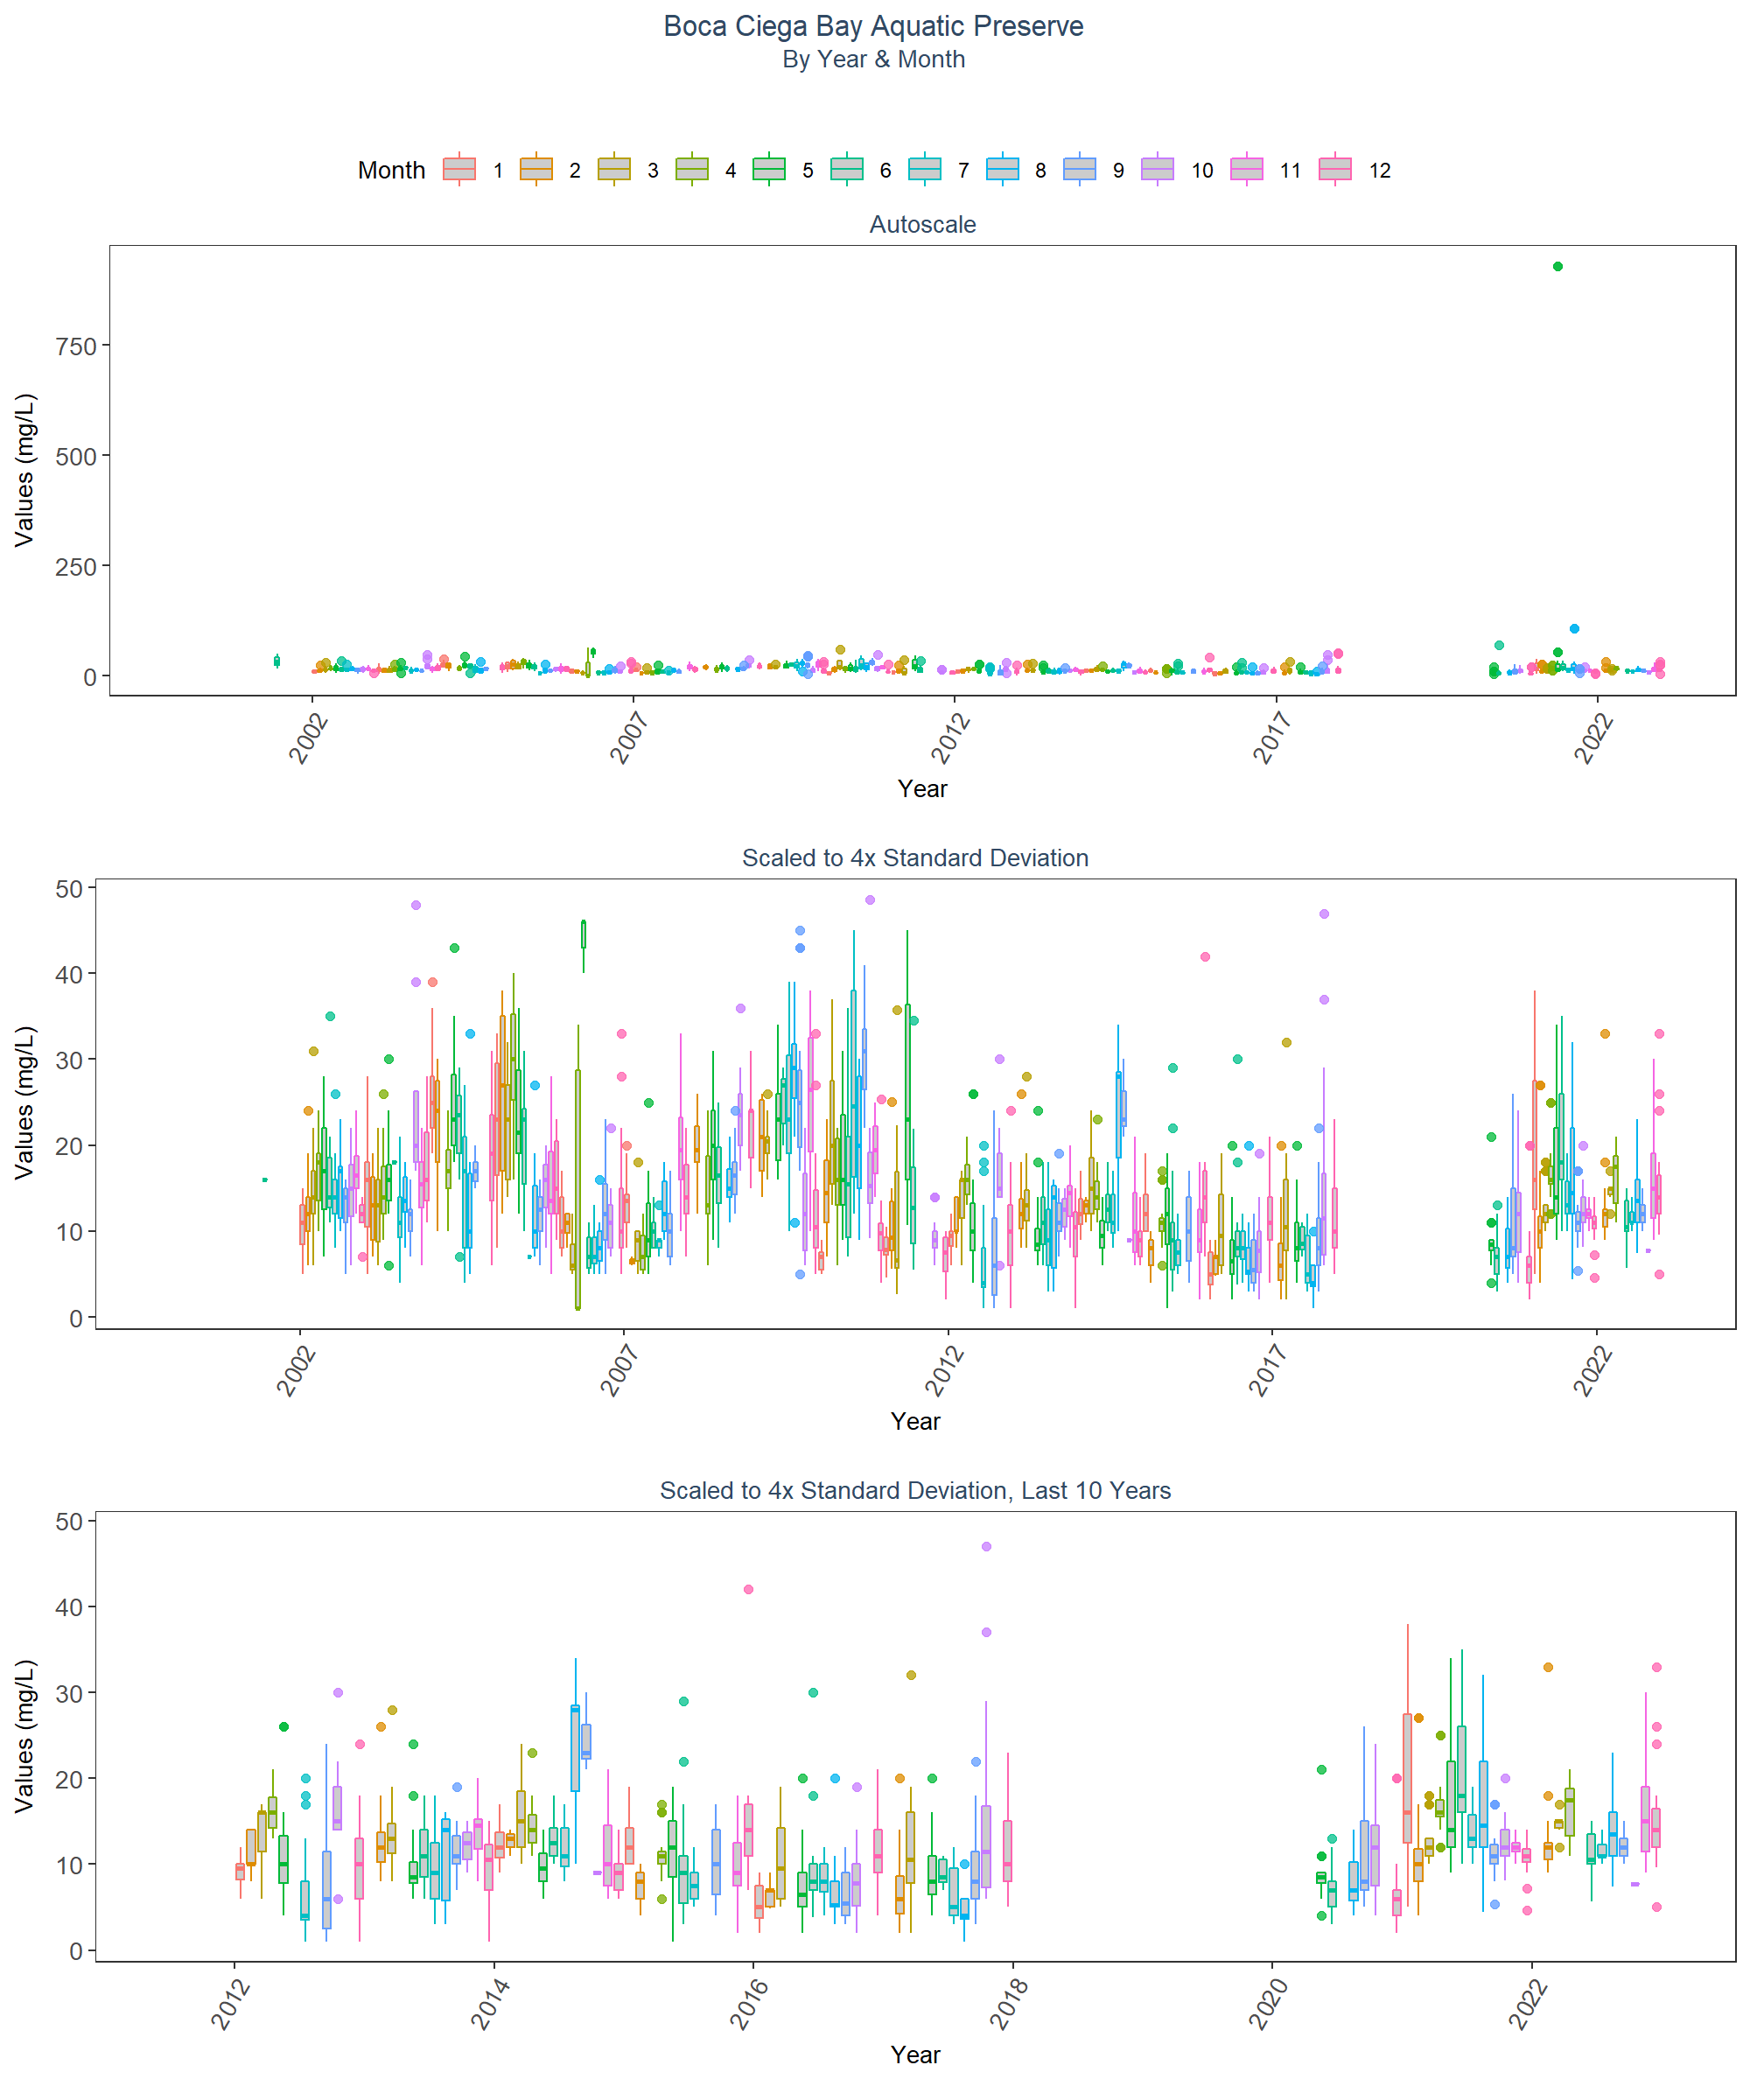 Boca Ciega Bay Aquatic Preserve
By Year & Month
Month 1 2 3 4 5 6 7 8 9 10 11 12
Autoscale
Values (mg/L)
750
500
250
0
2002 2007 2012 2017 2022
Year
Scaled to 4x Standard Deviation
Values (mg/L)
50
40
30
20
10
0
2002 2007 2012 2017 2022
Year
Scaled to 4x Standard Deviation, Last 10 Years
Values (mg/L)
50
40
30
20
10
0
2012 2014 2016 2018 2020 2022
Year